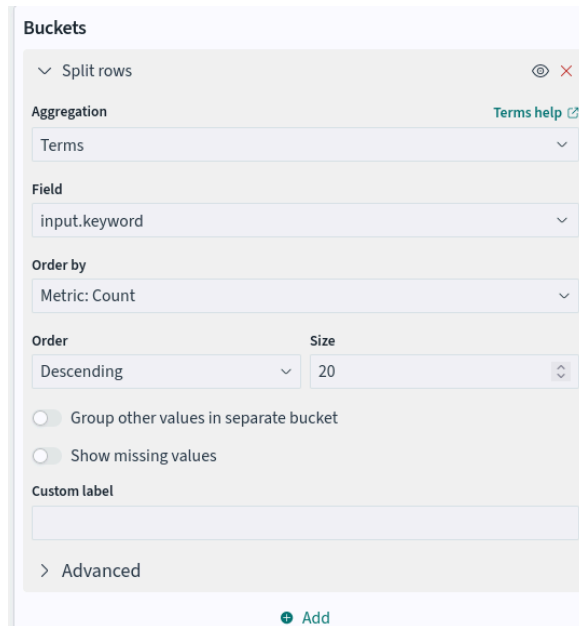 Buckets
Split rows
Aggregation Terms help
Terms
Field
input.keyword
Order by
Metric: Count
Order Size
Descending 20
Group other values in separate bucket
Show missing values
Custom label
Advanced
Add